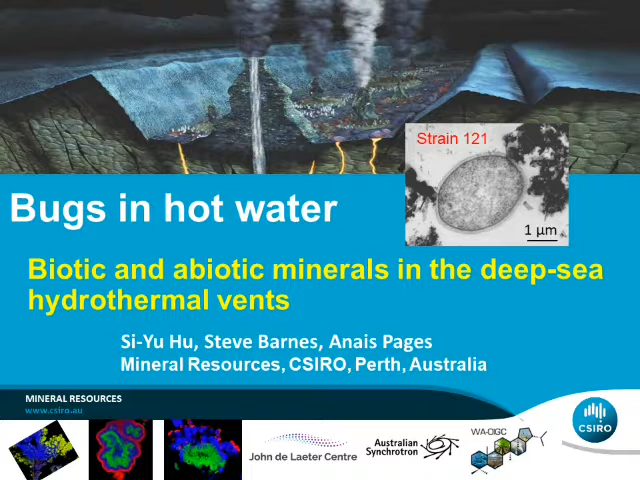 Strain 121
1 µm
Bugs in hot water
Biotic and abiotic minerals in the deep-sea
hydrothermal vents
Si-Yu Hu, Steve Barnes, Anais Pages
Mineral Resources, CSIRO, Perth, Australia
MINERAL RESOURCES
www.csiro.au
CSIRO
John de Laeter Centre
Australian
Synchrotron
WA-OIGC